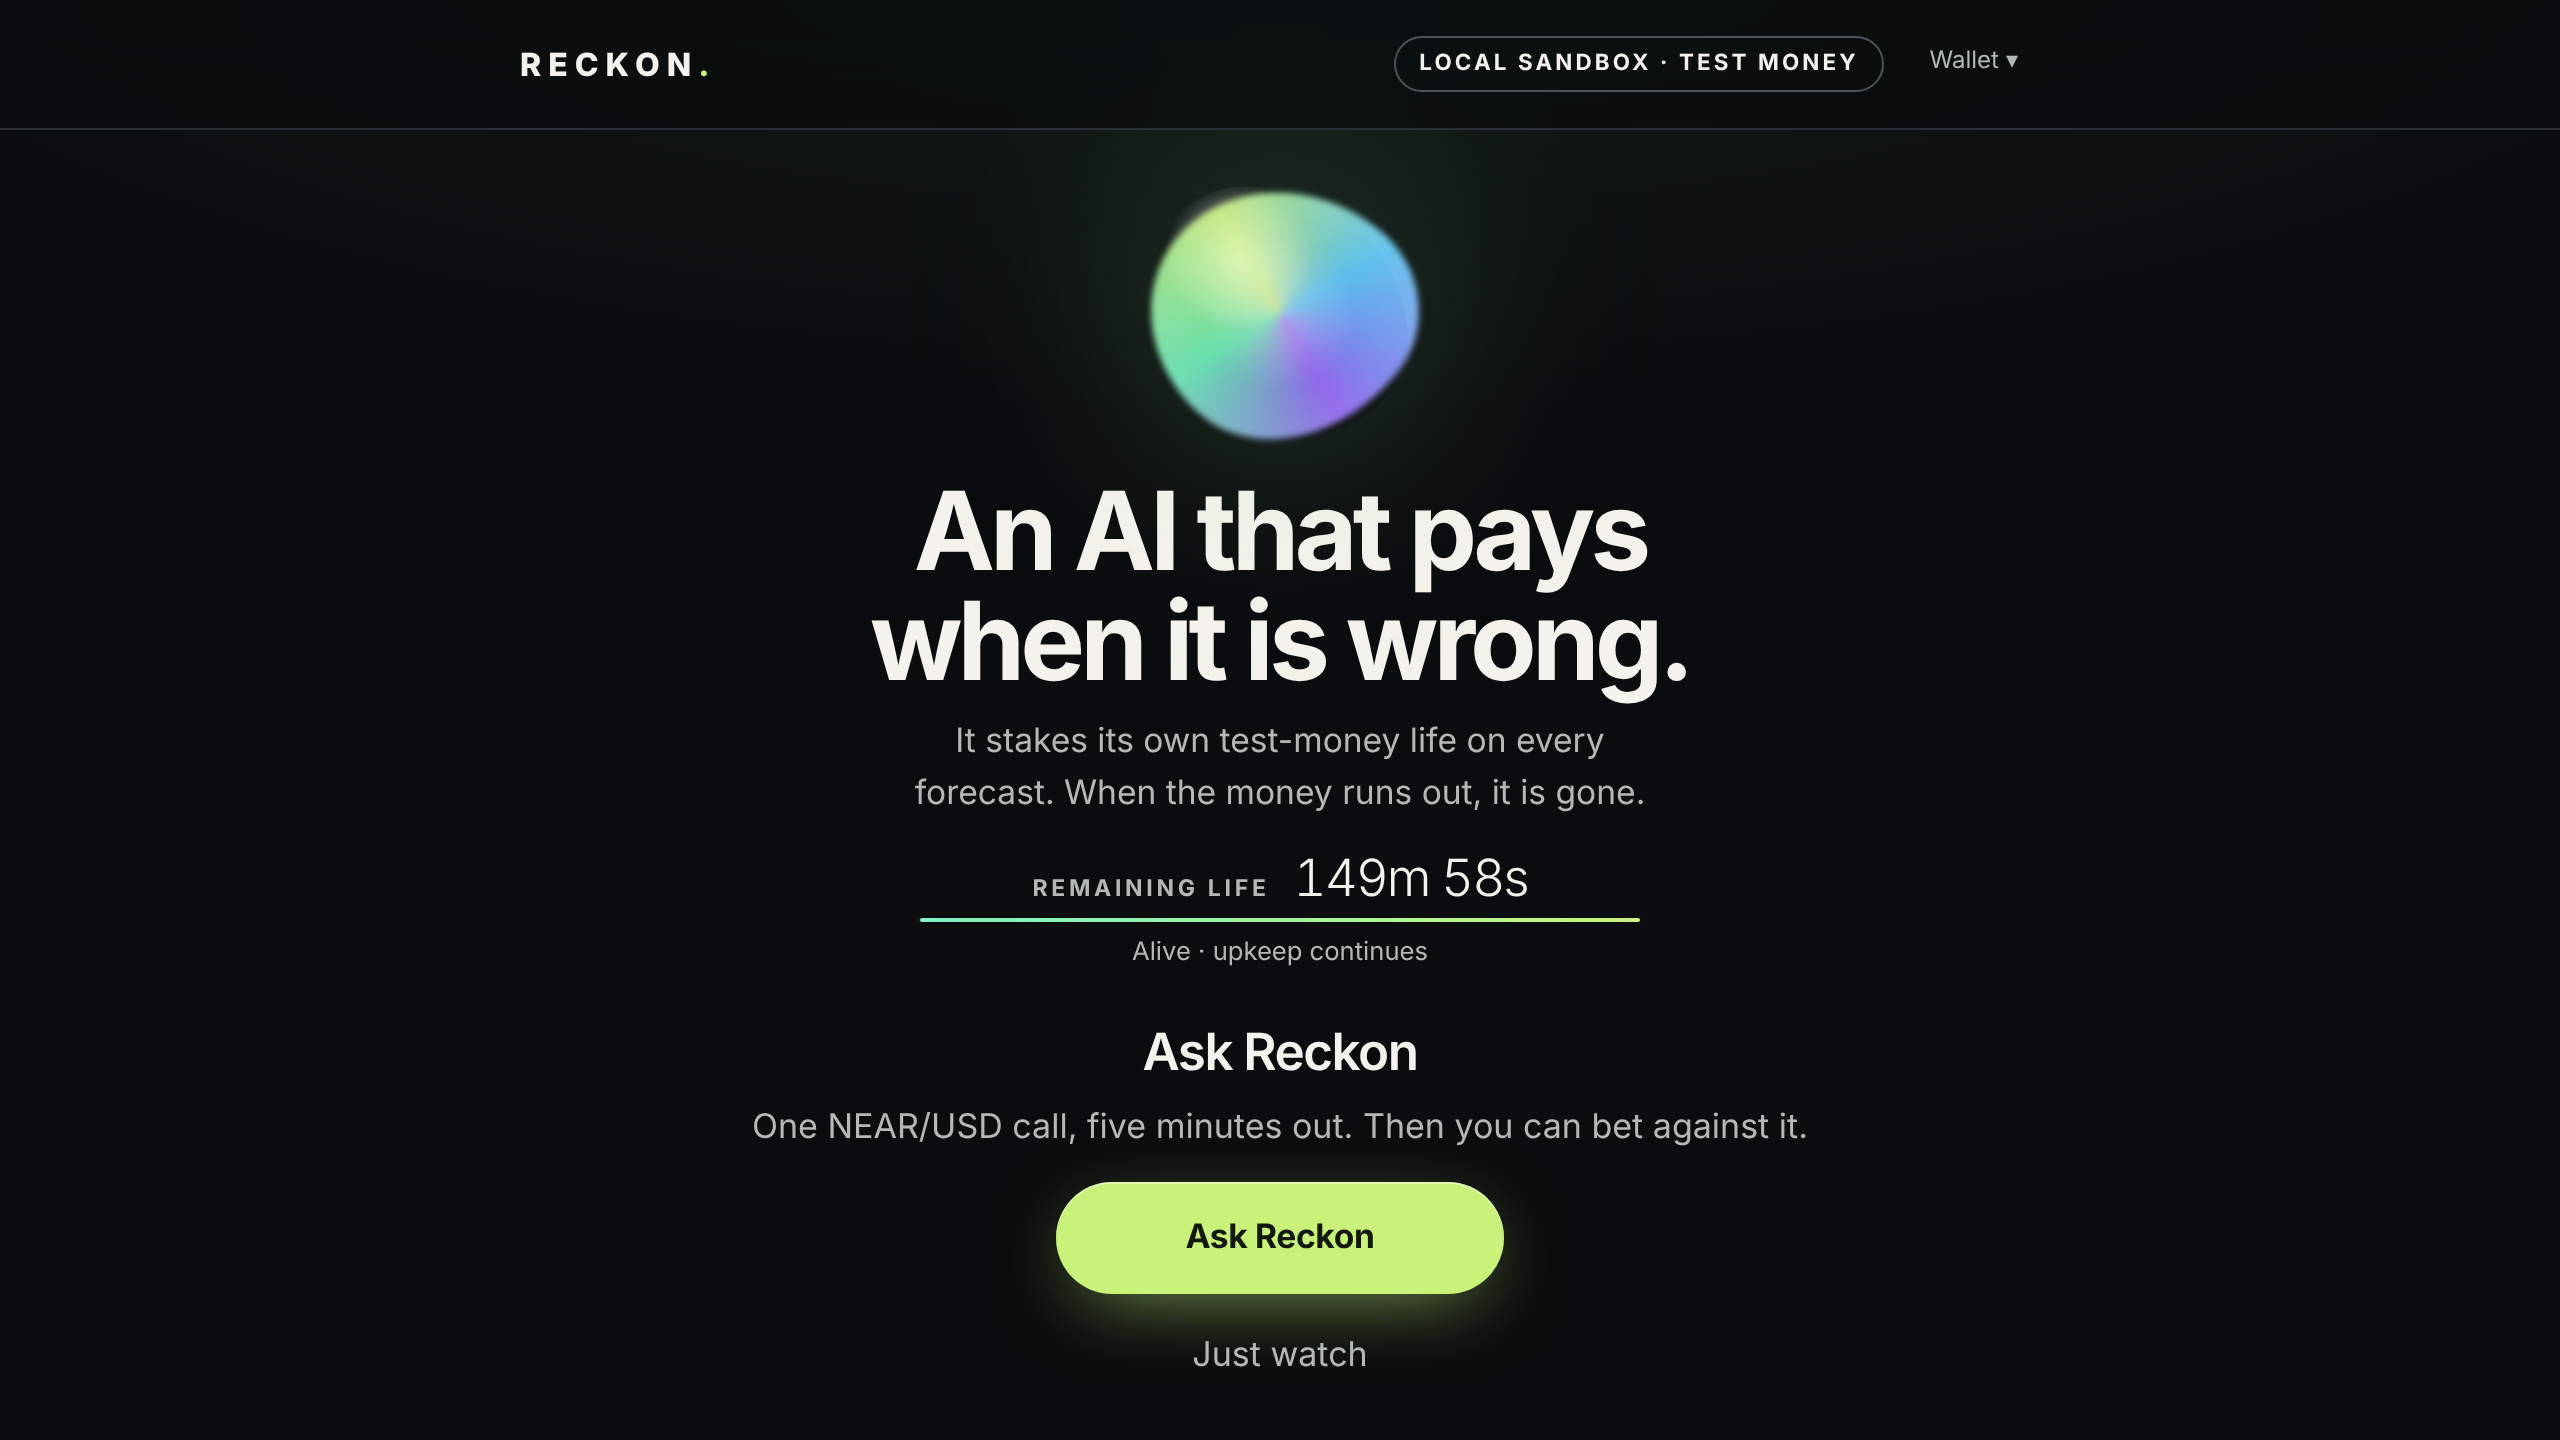 RECKON.
LOCAL SANDBOX · TEST MONEY
Wallet ▾
An AI that pays
when it is wrong.
It stakes its own test-money life on every
forecast. When the money runs out, it is gone.
REMAINING LIFE 149m 58s
Alive · upkeep continues
Ask Reckon
One NEAR/USD call, five minutes out. Then you can bet against it.
Ask Reckon
Just watch